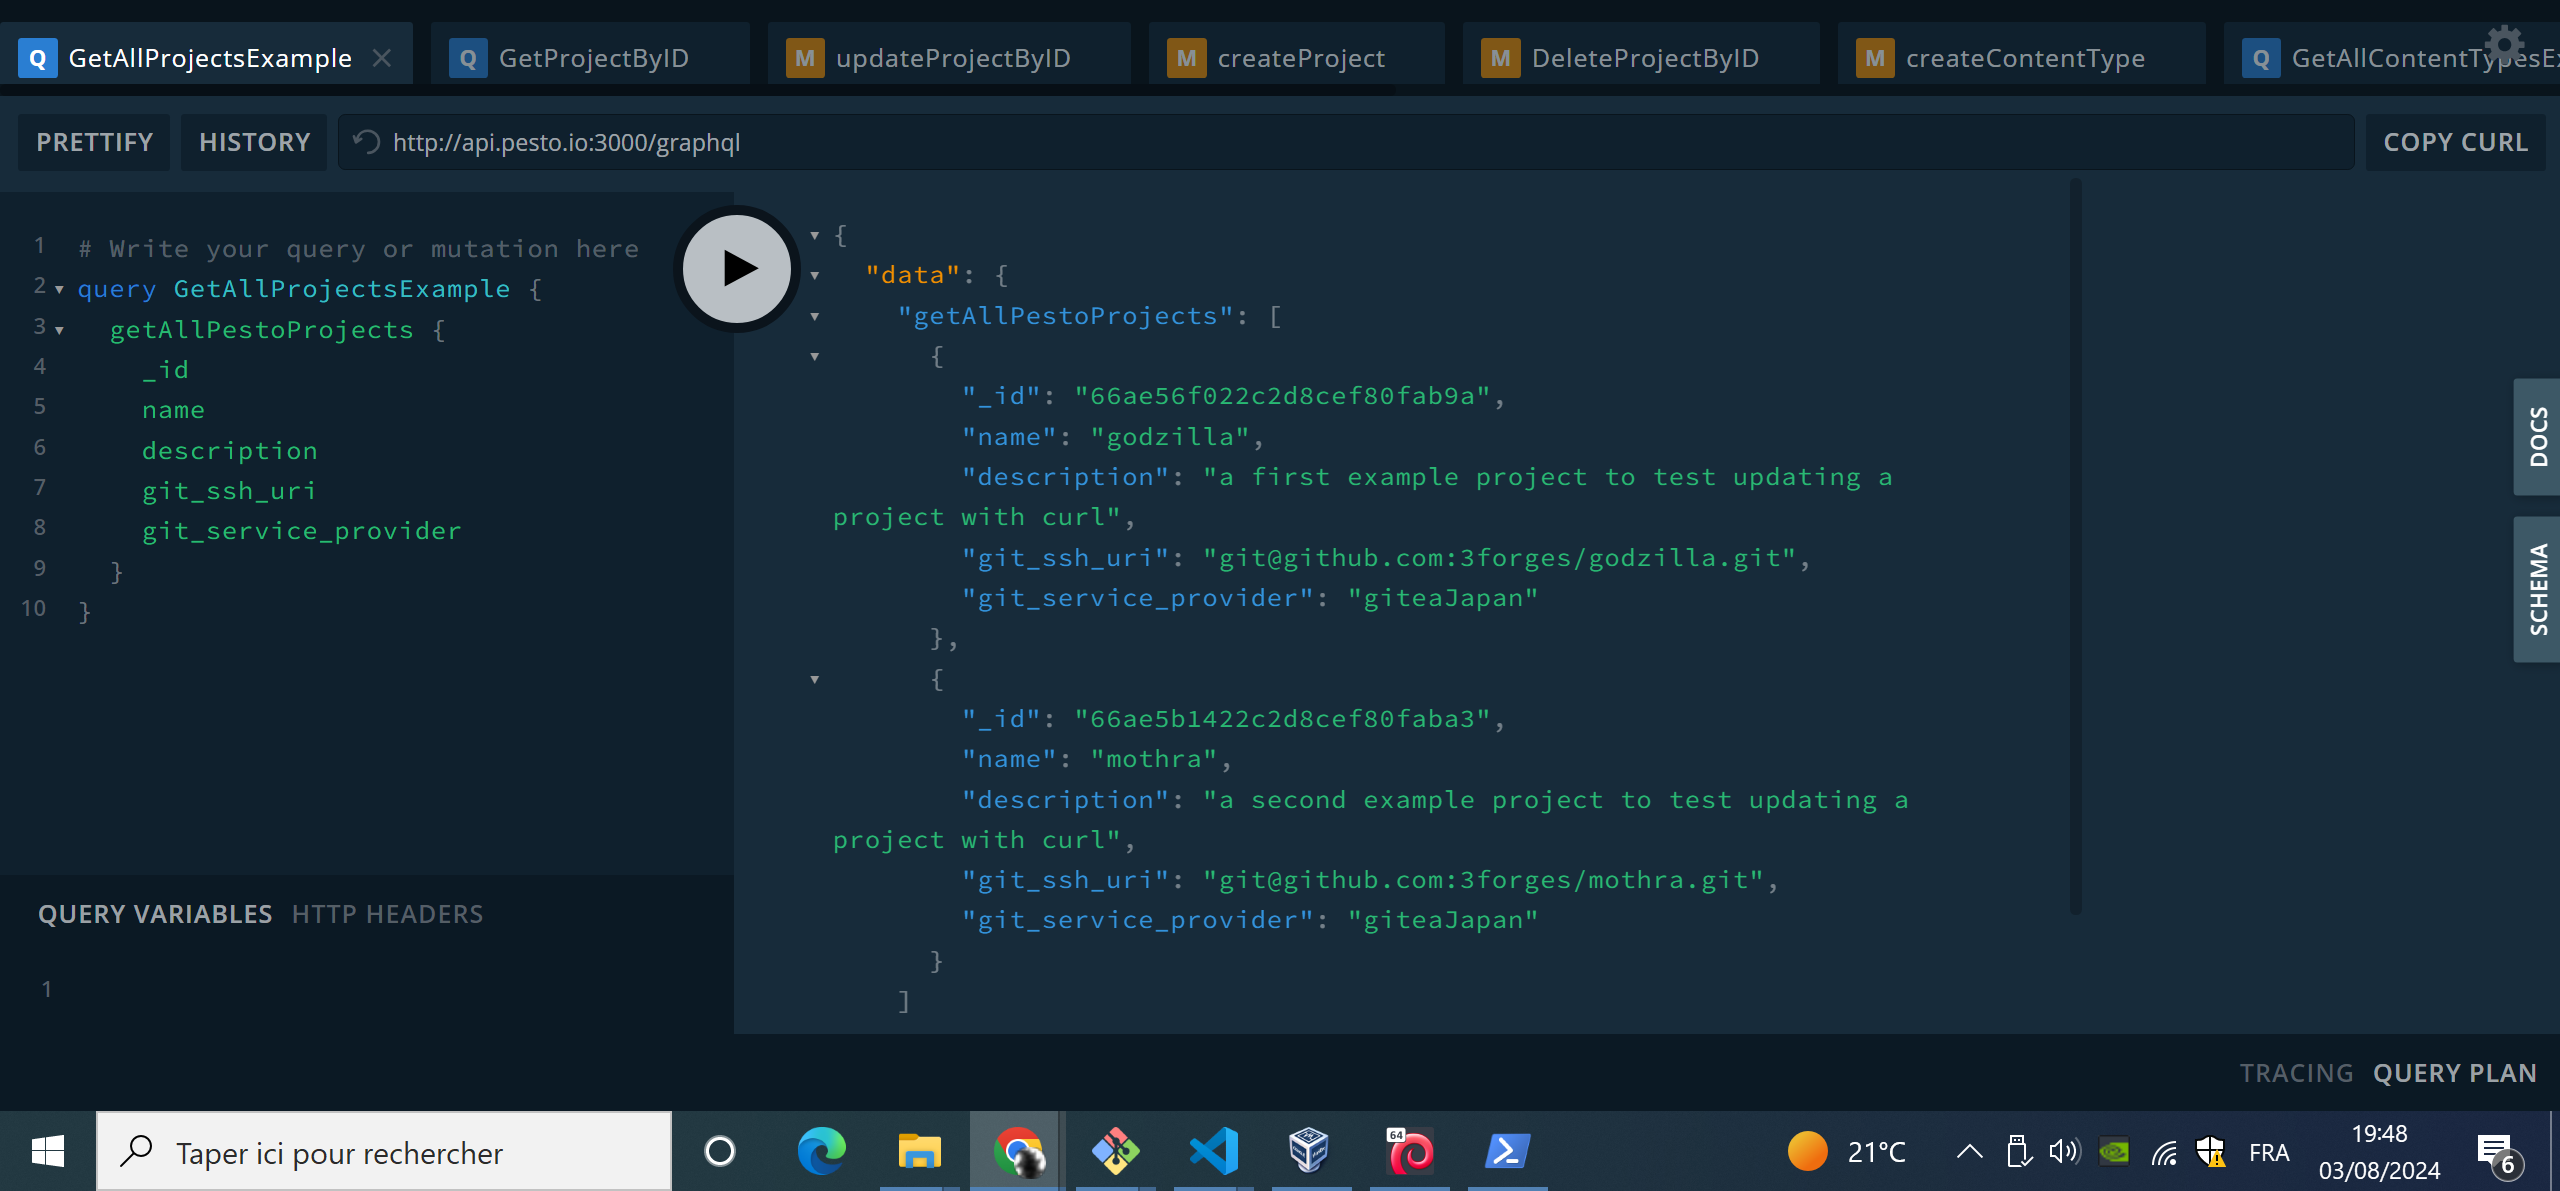 Q GetAllProjectsExample
Q GetProjectByID
M updateProjectByID
M createProject
M DeleteProjectByID
M createContentType
Q GetAllContentTypesEx
PRETTIFY
HISTORY
http://api.pesto.io:3000/graphql
COPY CURL
1 # Write your query or mutation here
2 query GetAllProjectsExample {
3 getAllPestoProjects {
4 _id
5 name
6 description
7 git_ssh_uri
8 git_service_provider
9 }
10 }
{
"data": {
"getAllPestoProjects": [
{
"_id": "66ae56f022c2d8cef80fab9a",
"name": "godzilla",
"description": "a first example project to test updating a
project with curl",
"git_ssh_uri": "git@github.com:3forges/godzilla.git",
"git_service_provider": "giteaJapan"
},
{
"_id": "66ae5b1422c2d8cef80faba3",
"name": "mothra",
"description": "a second example project to test updating a
project with curl",
"git_ssh_uri": "git@github.com:3forges/mothra.git",
"git_service_provider": "giteaJapan"
}
]
DOCS
SCHEMA
QUERY VARIABLES HTTP HEADERS
1
TRACING QUERY PLAN
Taper ici pour rechercher
64
21°C
FRA
19:48
03/08/2024
6